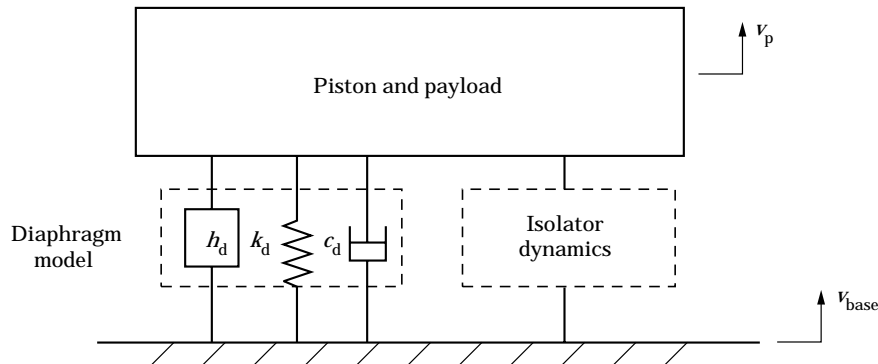 v_p
Piston and payload
Diaphragm
model
h_d
k_d
c_d
Isolator
dynamics
v_base